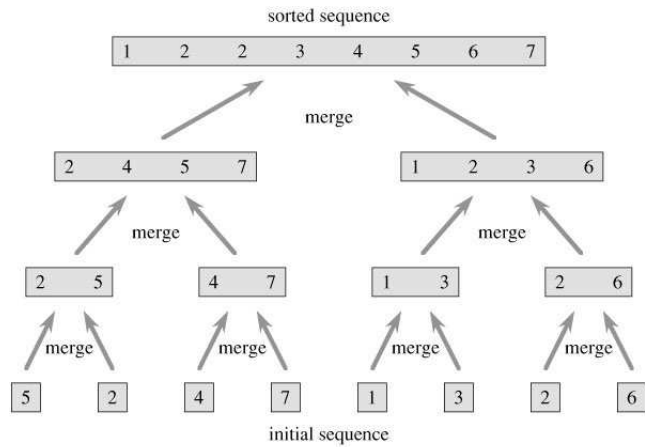 sorted sequence
1 2 2 3 4 5 6 7
merge
2 4 5 7 1 2 3 6
merge merge
2 5 4 7 1 3 2 6
merge merge merge merge
5 2 4 7 1 3 2 6
initial sequence